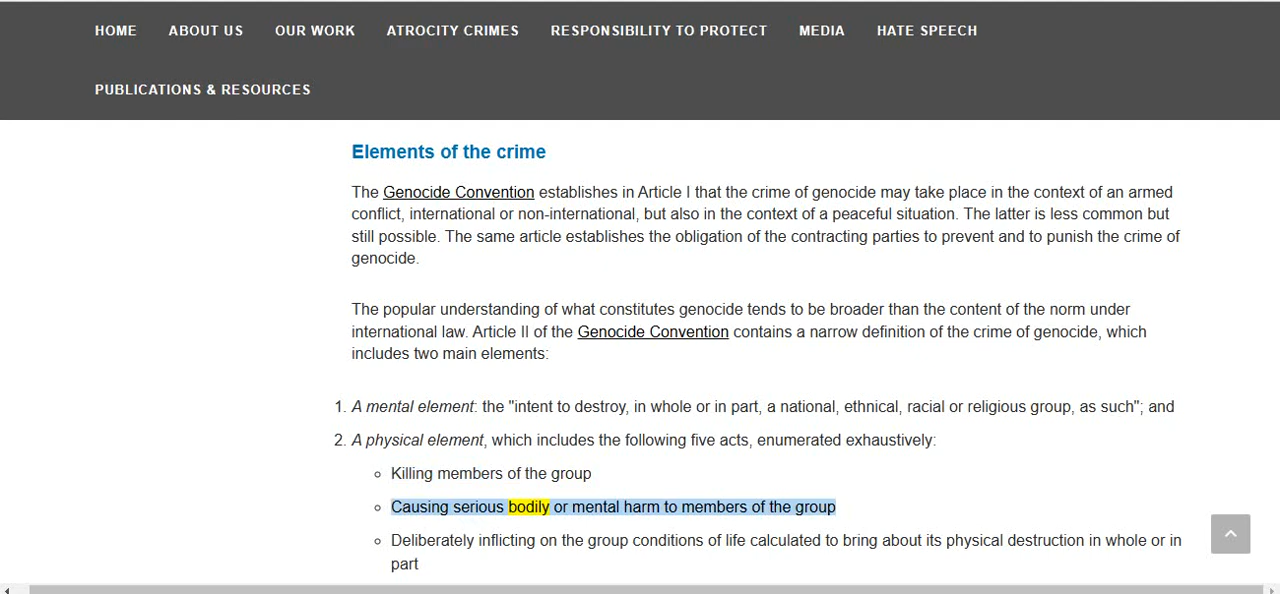 HOME ABOUT US OUR WORK ATROCITY CRIMES RESPONSIBILITY TO PROTECT MEDIA HATE SPEECH
PUBLICATIONS & RESOURCES
Elements of the crime
The Genocide Convention establishes in Article I that the crime of genocide may take place in the context of an armed
conflict, international or non-international, but also in the context of a peaceful situation. The latter is less common but
still possible. The same article establishes the obligation of the contracting parties to prevent and to punish the crime of
genocide.
The popular understanding of what constitutes genocide tends to be broader than the content of the norm under
international law. Article II of the Genocide Convention contains a narrow definition of the crime of genocide, which
includes two main elements:
1. A mental element: the "intent to destroy, in whole or in part, a national, ethnical, racial or religious group, as such"; and
2. A physical element, which includes the following five acts, enumerated exhaustively:
◦ Killing members of the group
◦ Causing serious bodily or mental harm to members of the group
◦ Deliberately inflicting on the group conditions of life calculated to bring about its physical destruction in whole or in
part